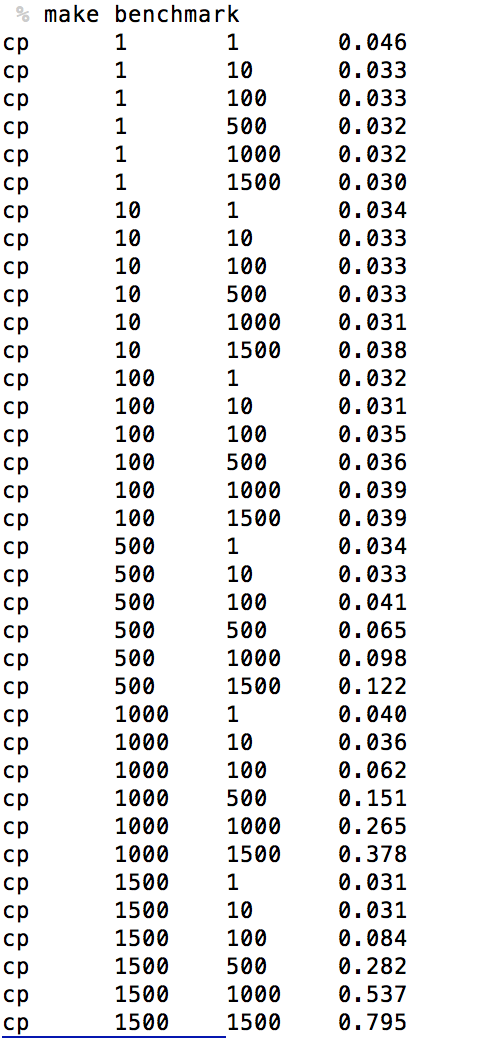 % make benchmark
cp 1 1 0.046
cp 1 10 0.033
cp 1 100 0.033
cp 1 500 0.032
cp 1 1000 0.032
cp 1 1500 0.030
cp 10 1 0.034
cp 10 10 0.033
cp 10 100 0.033
cp 10 500 0.033
cp 10 1000 0.031
cp 10 1500 0.038
cp 100 1 0.032
cp 100 10 0.031
cp 100 100 0.035
cp 100 500 0.036
cp 100 1000 0.039
cp 100 1500 0.039
cp 500 1 0.034
cp 500 10 0.033
cp 500 100 0.041
cp 500 500 0.065
cp 500 1000 0.098
cp 500 1500 0.122
cp 1000 1 0.040
cp 1000 10 0.036
cp 1000 100 0.062
cp 1000 500 0.151
cp 1000 1000 0.265
cp 1000 1500 0.378
cp 1500 1 0.031
cp 1500 10 0.031
cp 1500 100 0.084
cp 1500 500 0.282
cp 1500 1000 0.537
cp 1500 1500 0.795